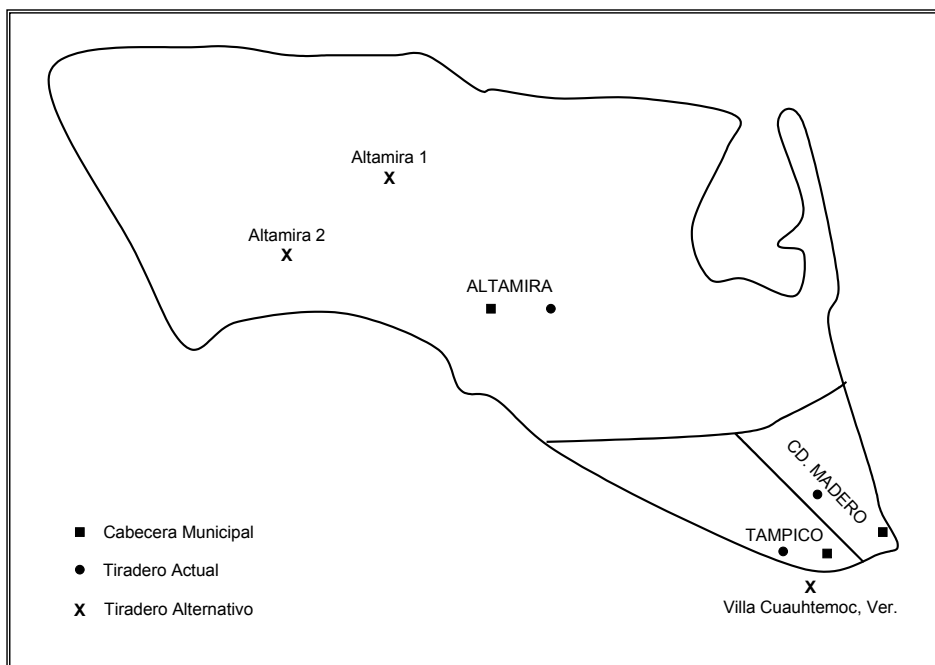 Altamira 1
X
Altamira 2
X
ALTAMIRA
CD. MADERO
TAMPICO
X
Villa Cuauhtemoc, Ver.
Cabecera Municipal
Tiradero Actual
X Tiradero Alternativo